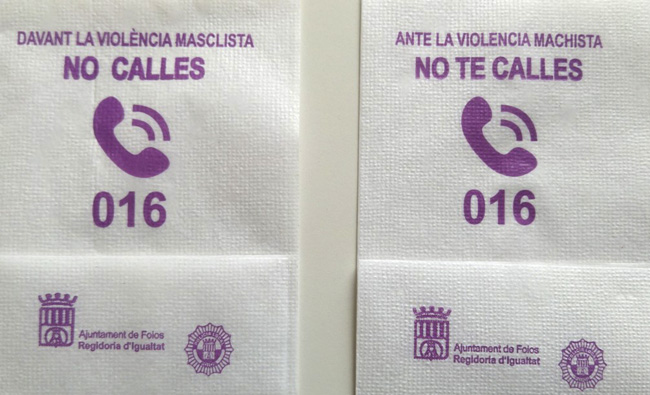 DAVANT LA VIOLÈNCIA MASCLISTA
NO CALLES
016
Ajuntament de Foios
Regidoria d'Igualtat
ANTE LA VIOLENCIA MACHISTA
NO TE CALLES
016
Ajuntament de Foios
Regidoria d'Igualtat